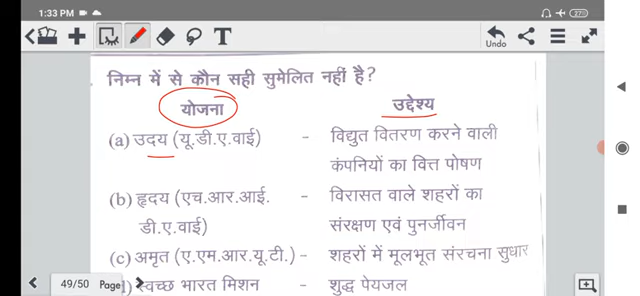 1:33 PM
27
T
Undo
निम्न में से कौन सही सुमेलित नहीं है?
योजना उद्देश्य
(a) उदय (यू.डी.ए.वाई) - विद्युत वितरण करने वाली
कंपनियों का वित्त पोषण
(b) हृदय (एच.आर.आई. - विरासत वाले शहरों का
डी.ए.वाई) संरक्षण एवं पुनर्जीवन
(c) अमृत (ए.एम.आर.यू.टी.) - शहरों में मूलभूत संरचना सुधार
स्वच्छ भारत मिशन - शुद्ध पेयजल
49/50